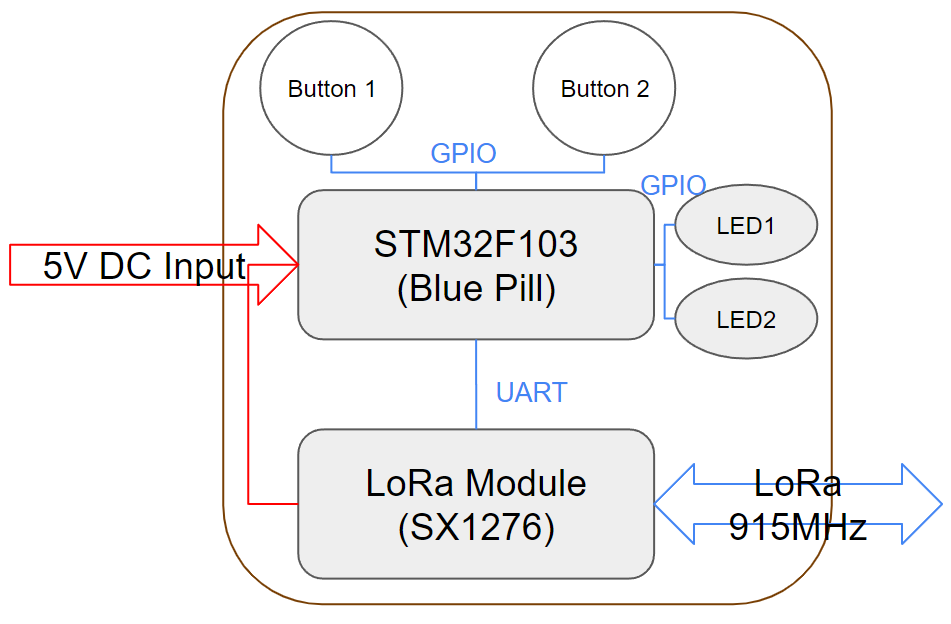 Button 1
Button 2
GPIO
GPIO
LED1
STM32F103
(Blue Pill)
5V DC Input
LED2
UART
LoRa Module
(SX1276)
LoRa
915MHz